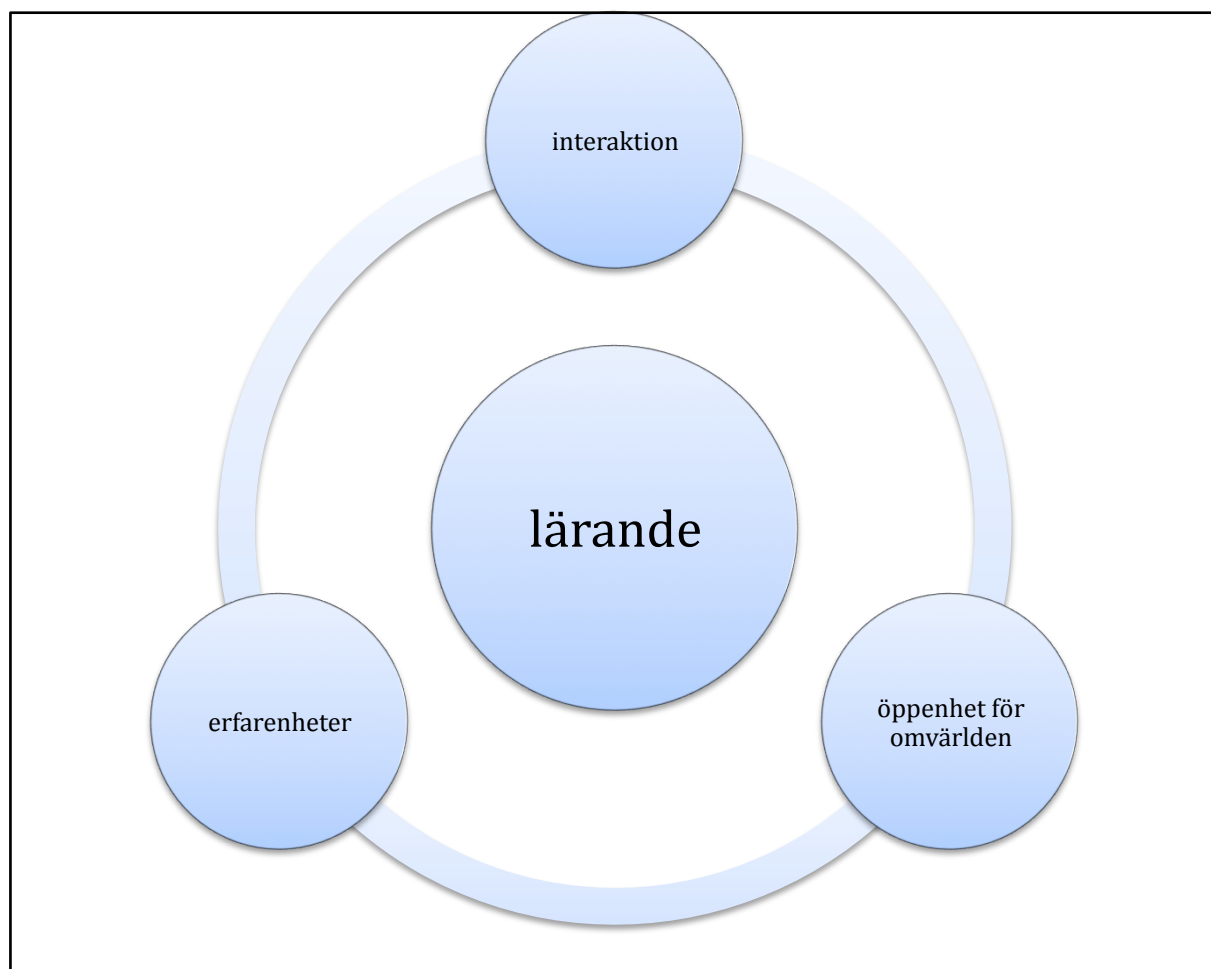 interaktion
lärande
erfarenheter
öppenhet för
omvärlden